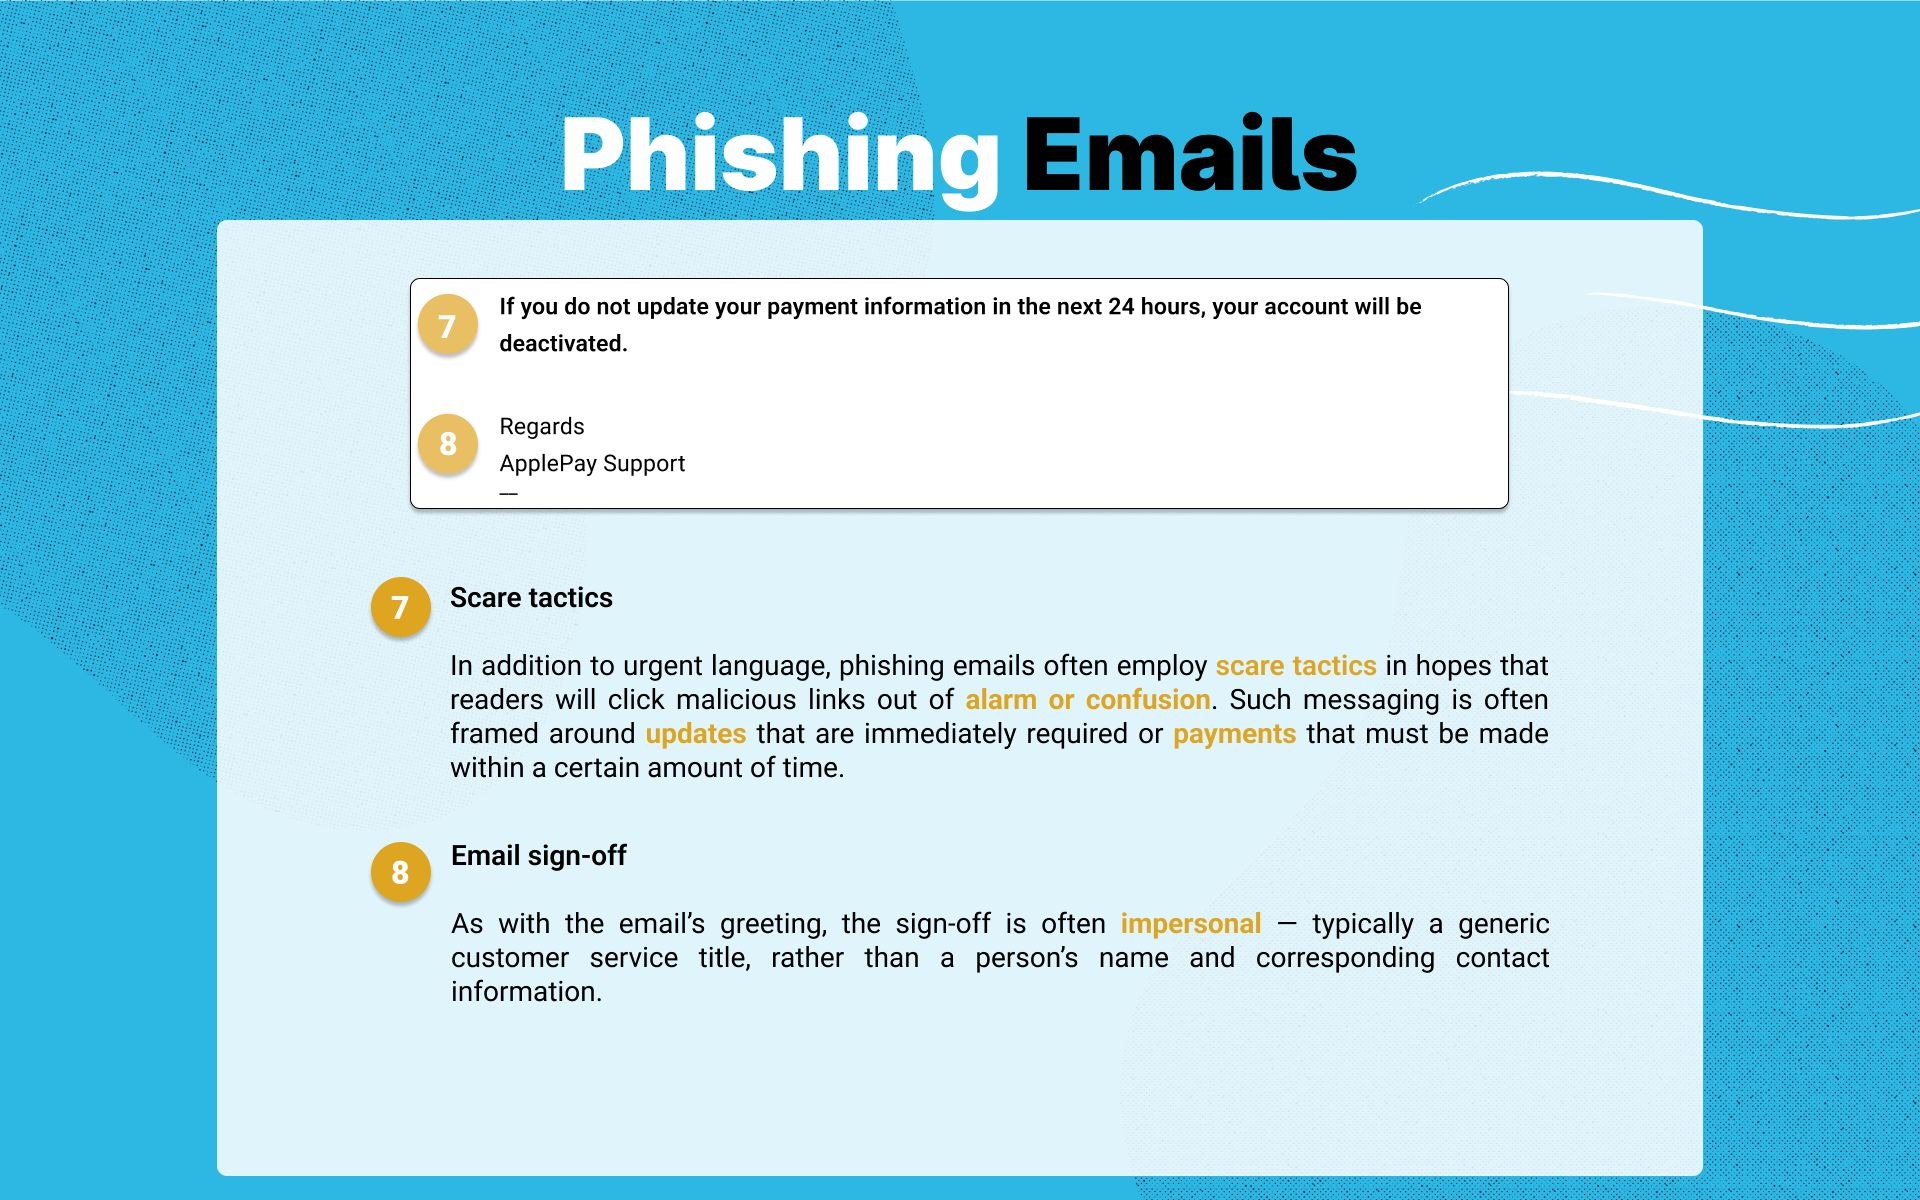 Phishing Emails
7
If you do not update your payment information in the next 24 hours, your account will be
deactivated.
8
Regards
ApplePay Support
—
7
Scare tactics
In addition to urgent language, phishing emails often employ scare tactics in hopes that
readers will click malicious links out of alarm or confusion. Such messaging is often
framed around updates that are immediately required or payments that must be made
within a certain amount of time.
8
Email sign-off
As with the email’s greeting, the sign-off is often impersonal — typically a generic
customer service title, rather than a person’s name and corresponding contact
information.